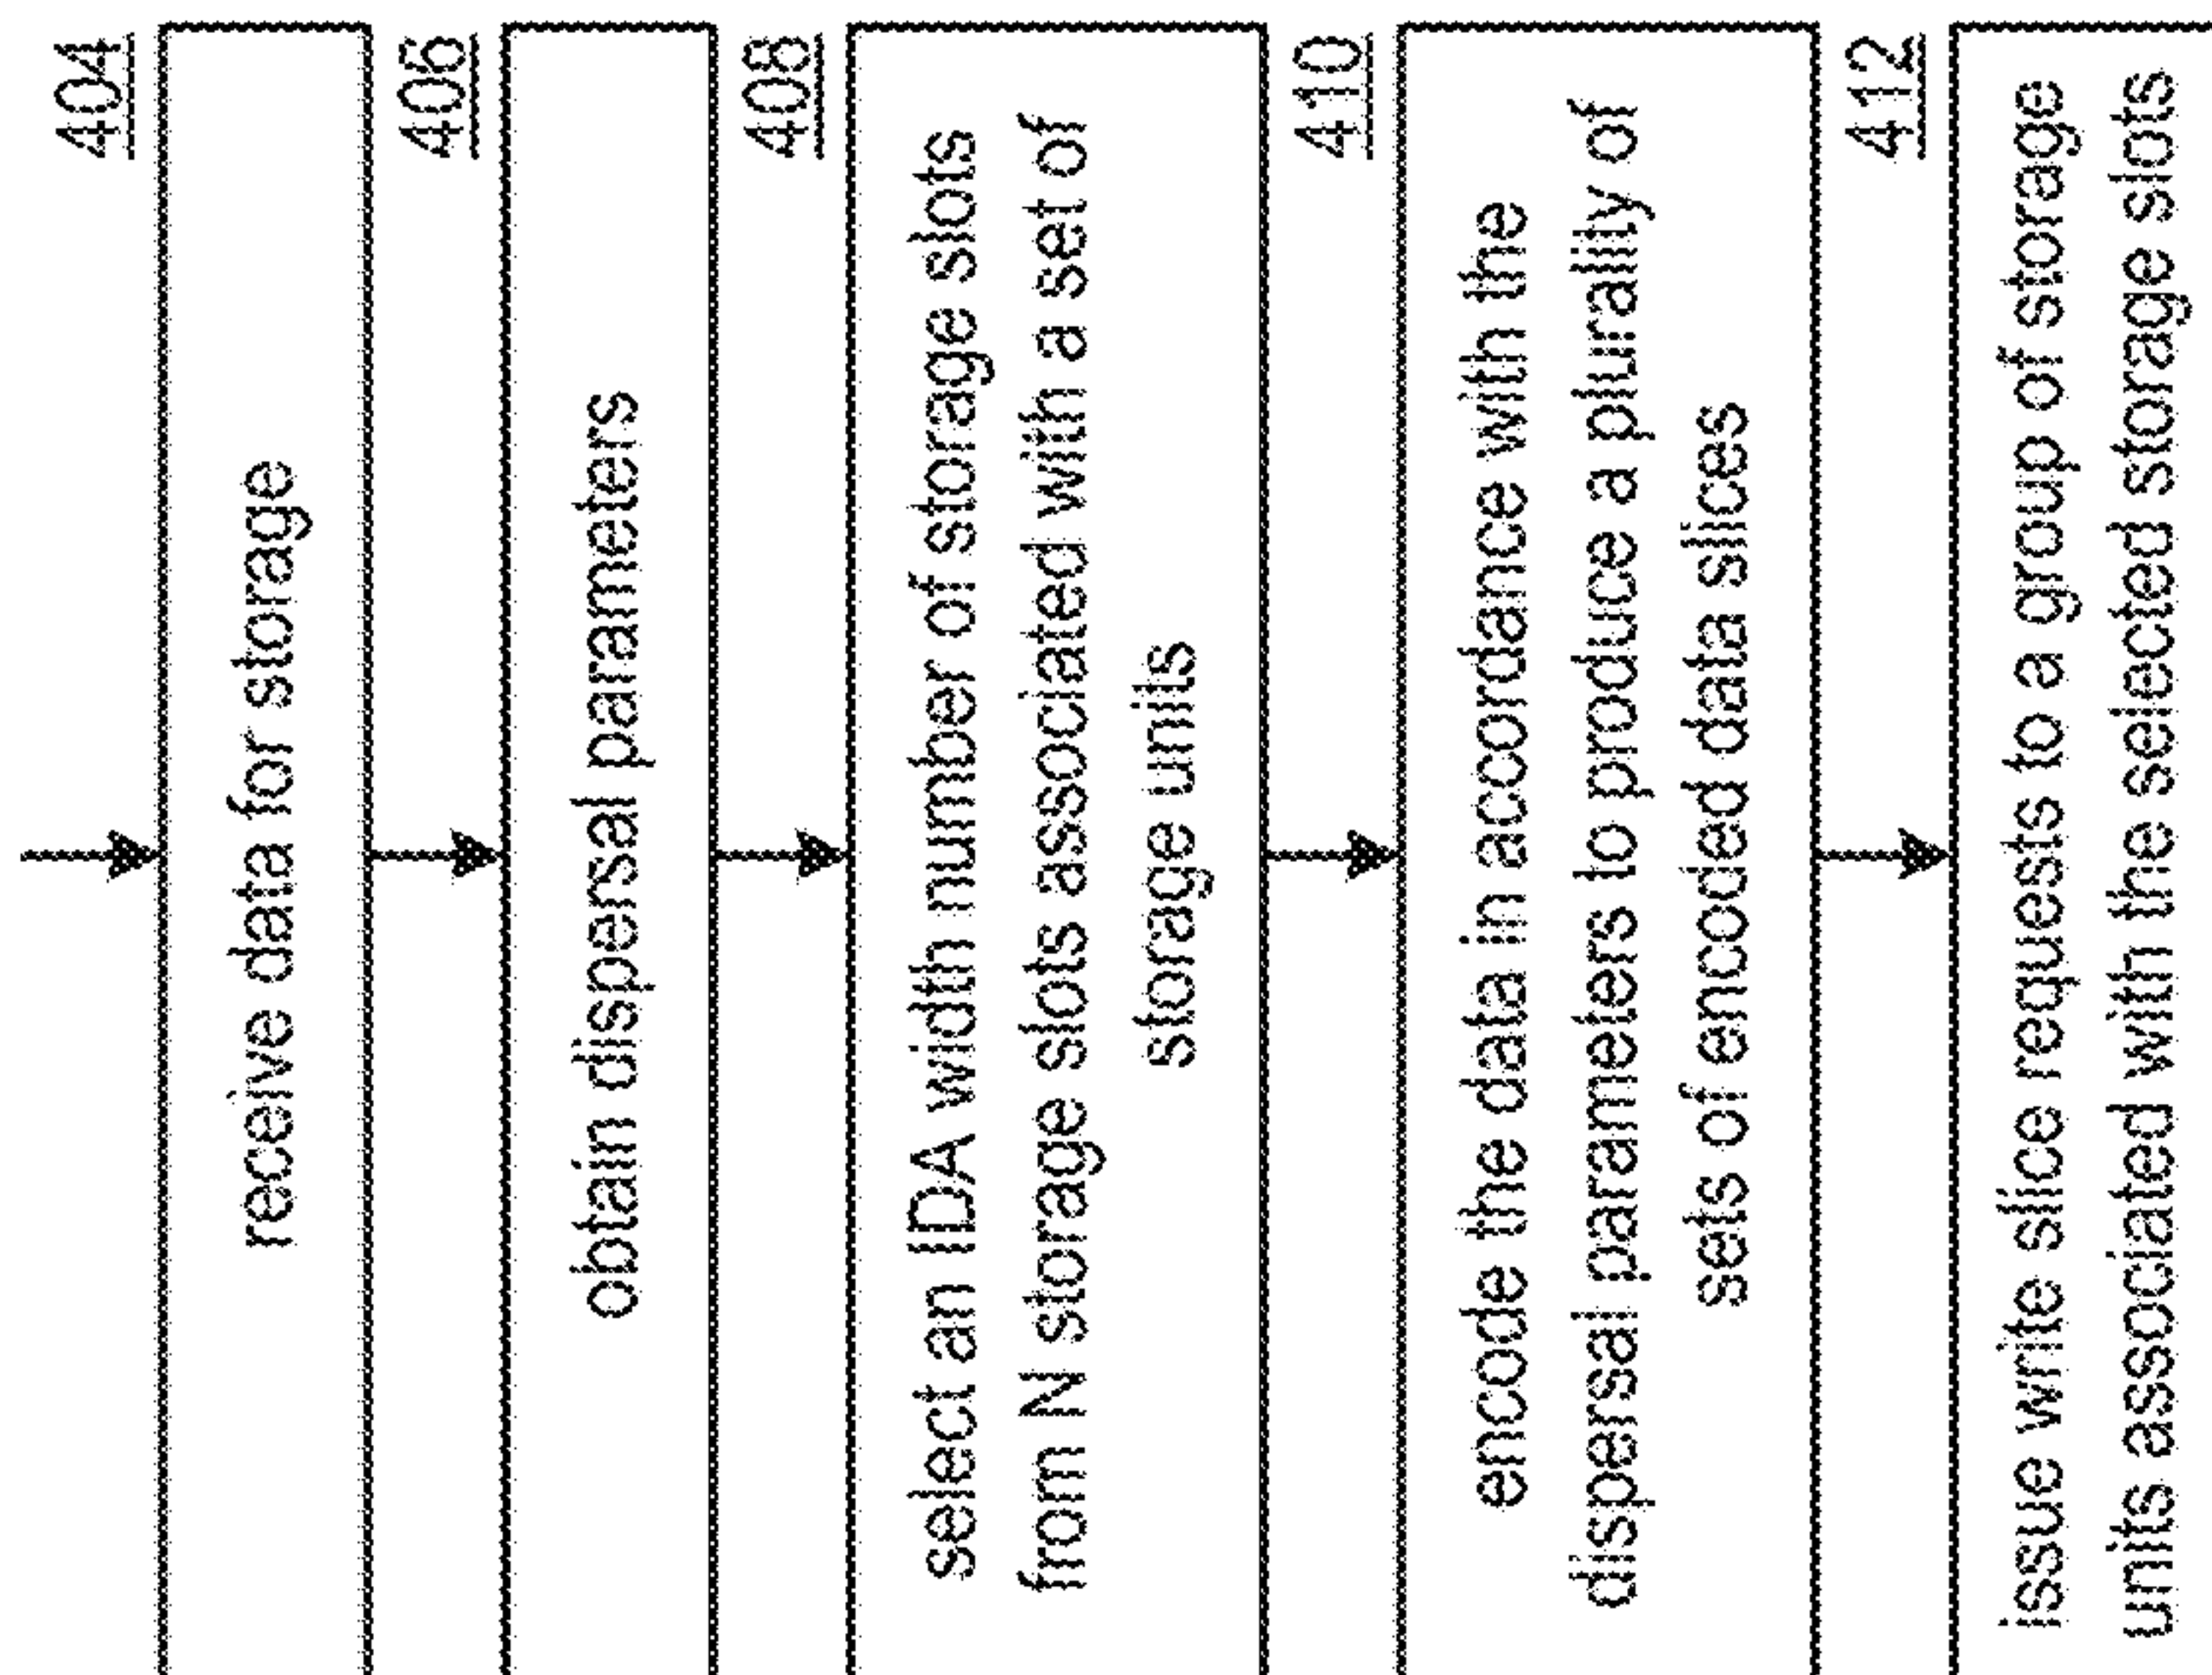 404
receive data for storage
406
obtain dispersal parameters
408
select an IDA width number of storage slots
from N storage slots associated with a set of
storage units
410
encode the data in accordance with the
dispersal parameters to produce a plurality of
sets of encoded data slices
412
issue write slice requests to a group of storage
units associated with the selected storage slots